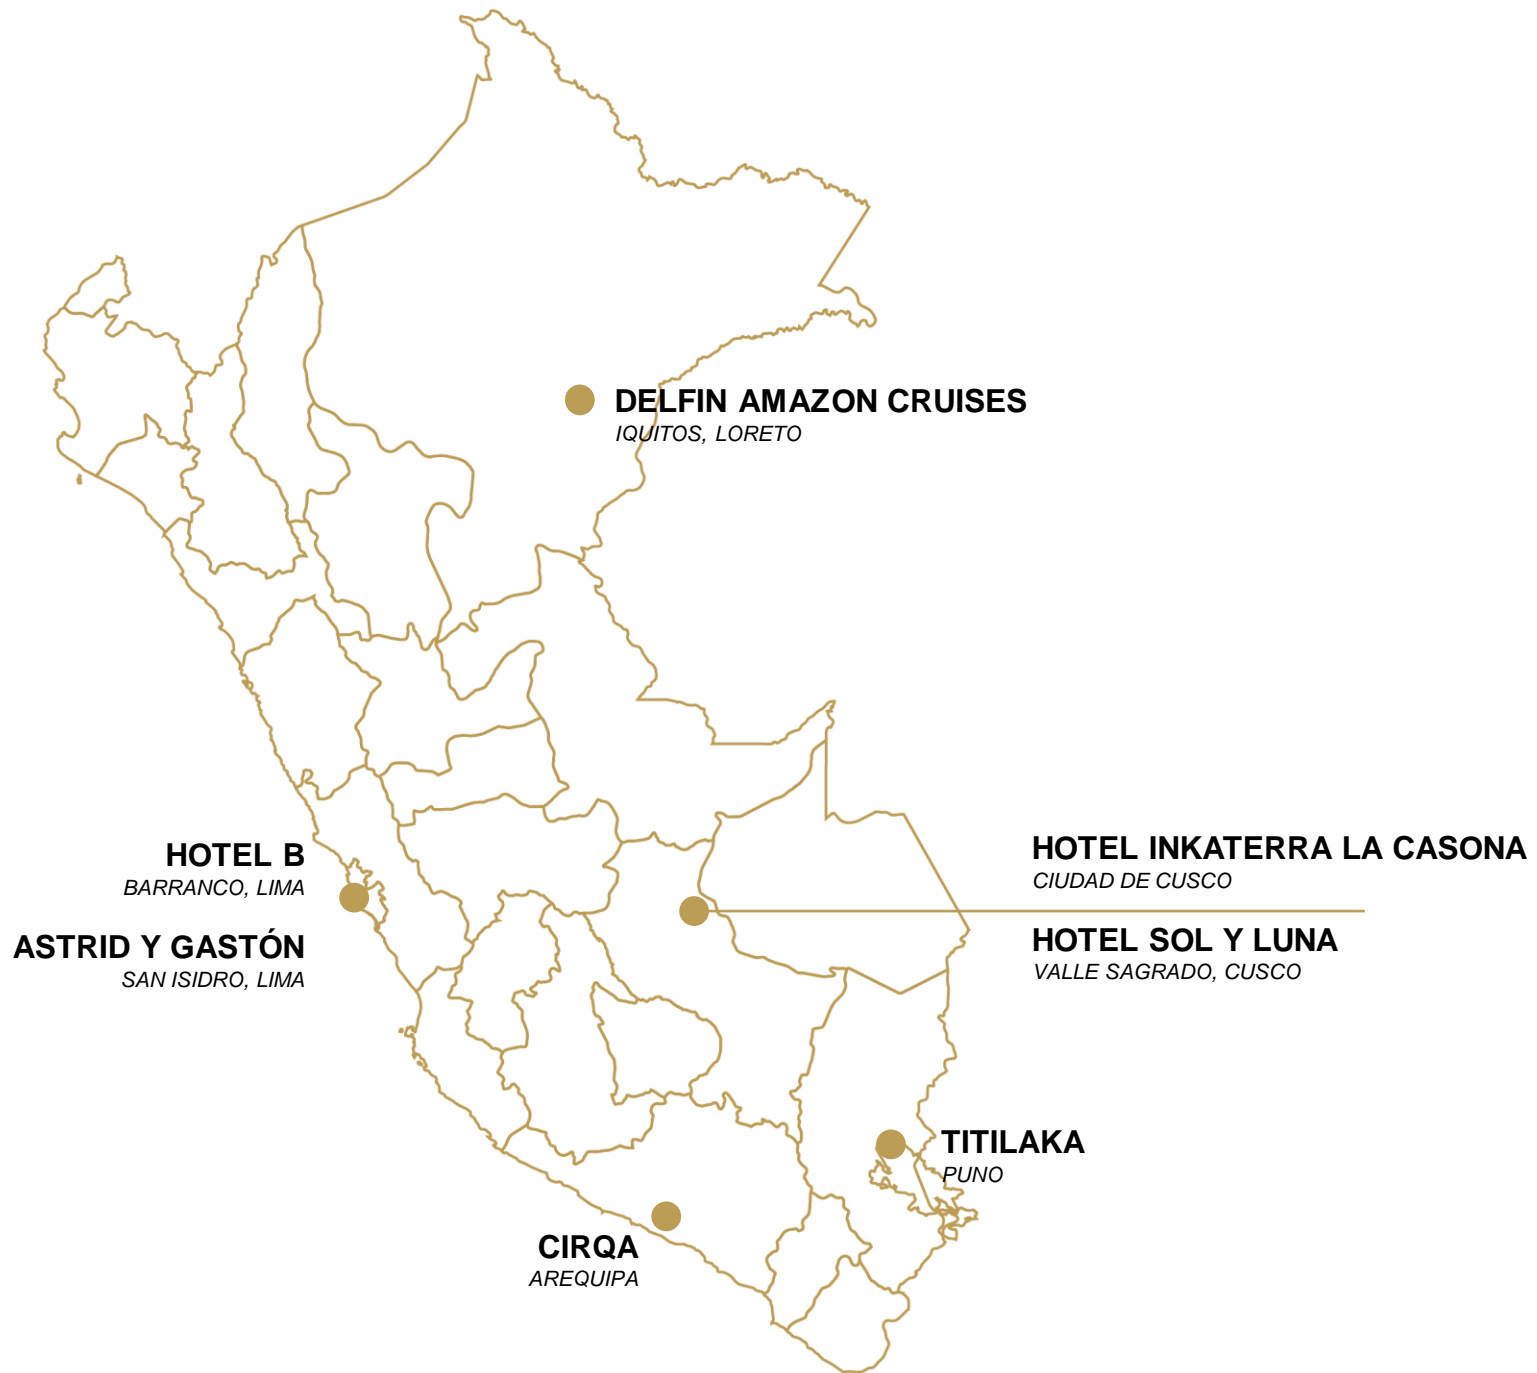 DELFIN AMAZON CRUISES
IQUITOS, LORETO
HOTEL B
BARRANCO, LIMA
ASTRID Y GASTÓN
SAN ISIDRO, LIMA
HOTEL INKATERRA LA CASONA
CIUDAD DE CUSCO
HOTEL SOL Y LUNA
VALLE SAGRADO, CUSCO
TITILAKA
PUNO
CIRQA
AREQUIPA